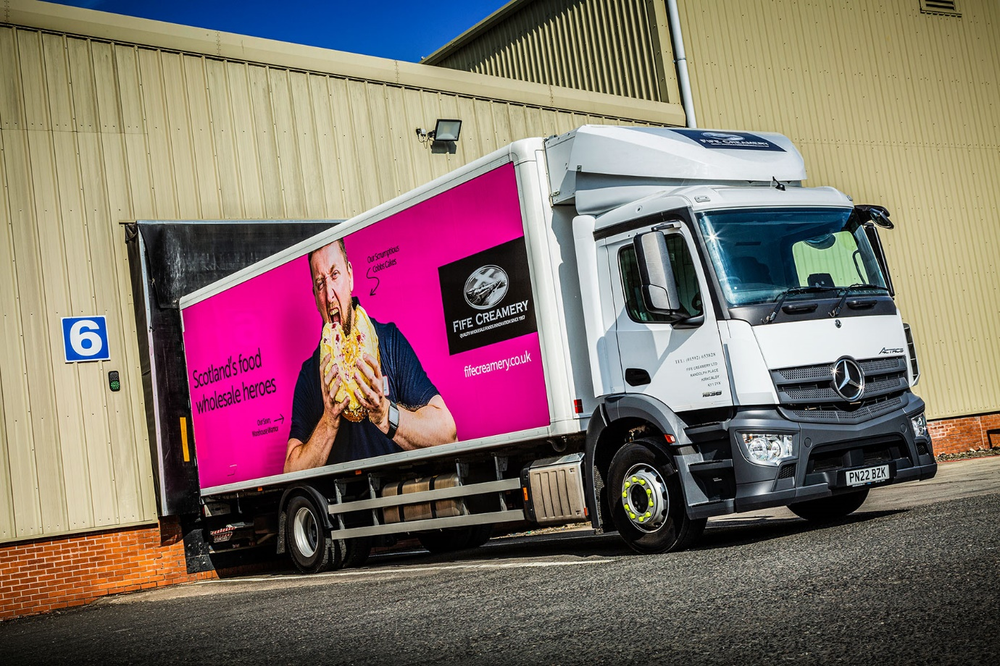 FIFE CREAMERY
6
Our Scrumptious
Cobbs Cakes
Scotland's food
wholesale heroes
Our Sean,
Warehouse Warrior
FIFE CREAMERY
QUALITY WHOLESALE FOODS INNOVATION SINCE 1957
fifecreamery.co.uk
TEL: (01592) 653828
FIFE CREAMERY LTD
RANDOLPH PLACE
KIRKCALDY
KY1 2YX
1836
ACTROS
PN22 BZK